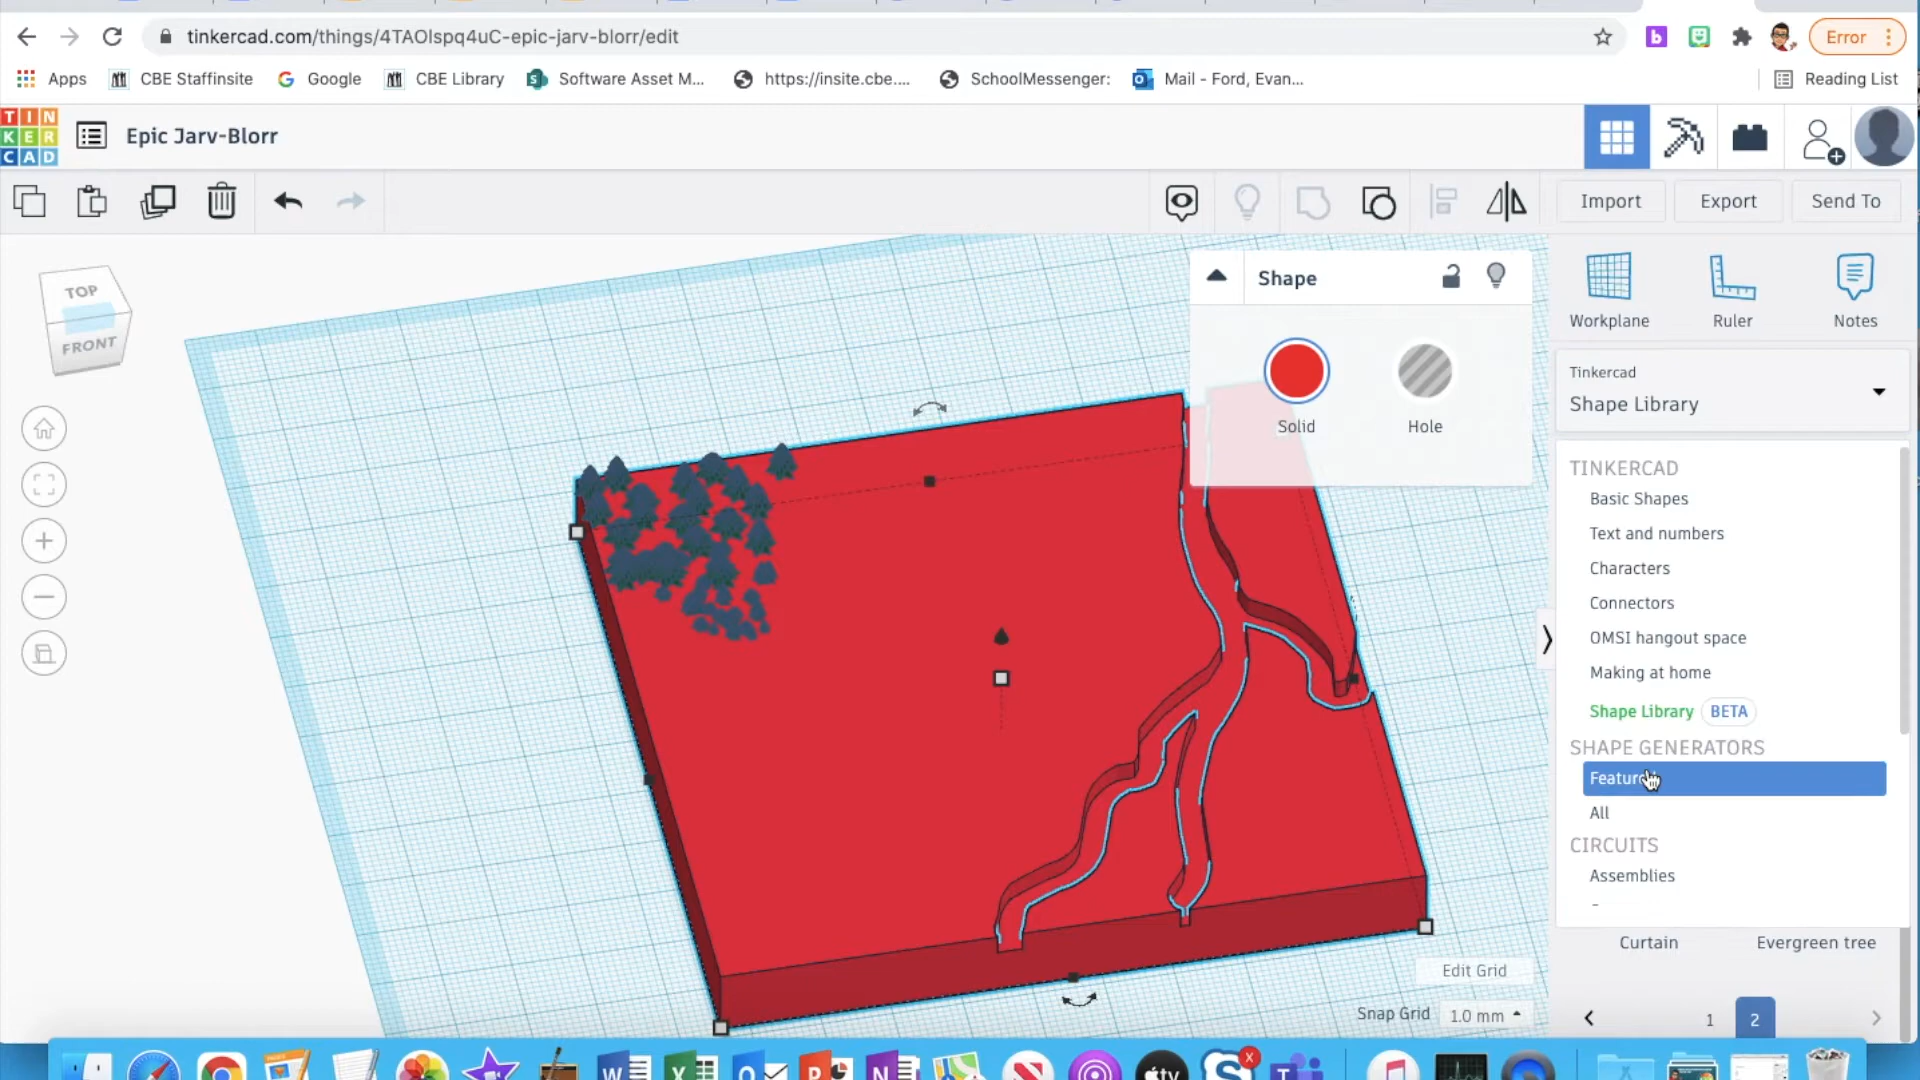 tinkercad.com/things/4TAOlspq4uC-epic-jarv-blorr/edit
Error
Apps
CBE Staffinsite
Google
CBE Library
Software Asset M...
https://insite.cbe....
SchoolMessenger:
Mail - Ford, Evan...
Reading List
TIN
KER
CAD
Epic Jarv-Blorr
Import
Export
Send To
TOP
FRONT
Shape
Solid
Hole
Workplane
Ruler
Notes
Tinkercad
Shape Library
TINKERCAD
Basic Shapes
Text and numbers
Characters
Connectors
OMSI hangout space
Making at home
Shape Library BETA
SHAPE GENERATORS
All
CIRCUITS
Assemblies
Curtain
Evergreen tree
Edit Grid
Snap Grid 1.0 mm
1
2
tv